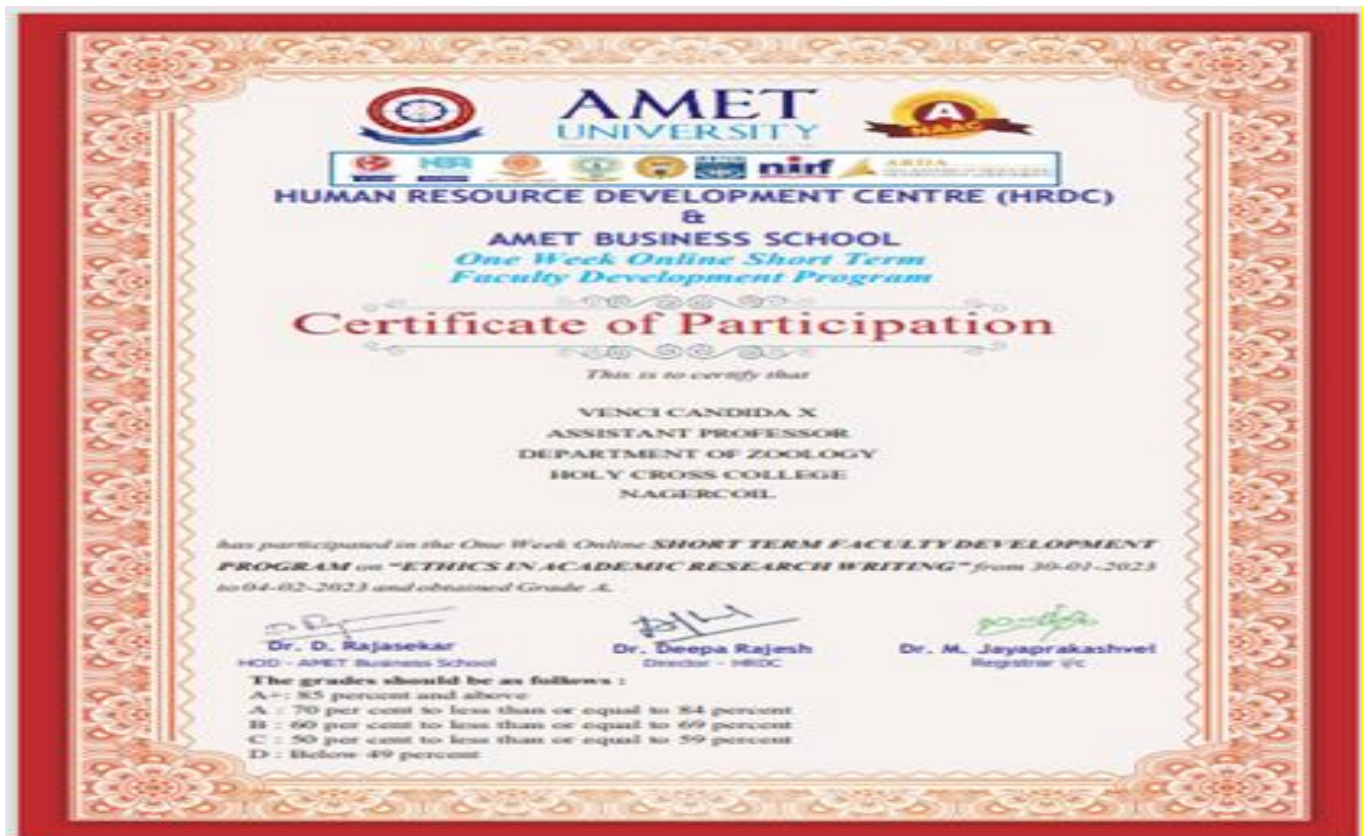 AMET
UNIVERSITY
A
NAAC
nirf
ARIIA
HUMAN RESOURCE DEVELOPMENT CENTRE (HRDC)
&
AMET BUSINESS SCHOOL
One Week Online Short Term
Faculty Development Program
Certificate of Participation
This is to certify that
VENCI CANDIDA X
ASSISTANT PROFESSOR
DEPARTMENT OF ZOOLOGY
HOLY CROSS COLLEGE
NAGERCOIL
has participated in the One Week Online SHORT TERM FACULTY DEVELOPMENT
PROGRAM on "ETHICS IN ACADEMIC RESEARCH WRITING" from 30-01-2023
to 04-02-2023 and obtained Grade A.
Dr. D. Rajasekar
HOD - AMET Business School
Dr. Deepa Rajesh
Director - HRDC
Dr. M. Jayaprakashvel
Registrar i/c
The grades should be as follows :
A+: 85 percent and above
A : 70 per cent to less than or equal to 84 percent
B : 60 per cent to less than or equal to 69 percent
C : 50 per cent to less than or equal to 59 percent
D : Below 49 percent